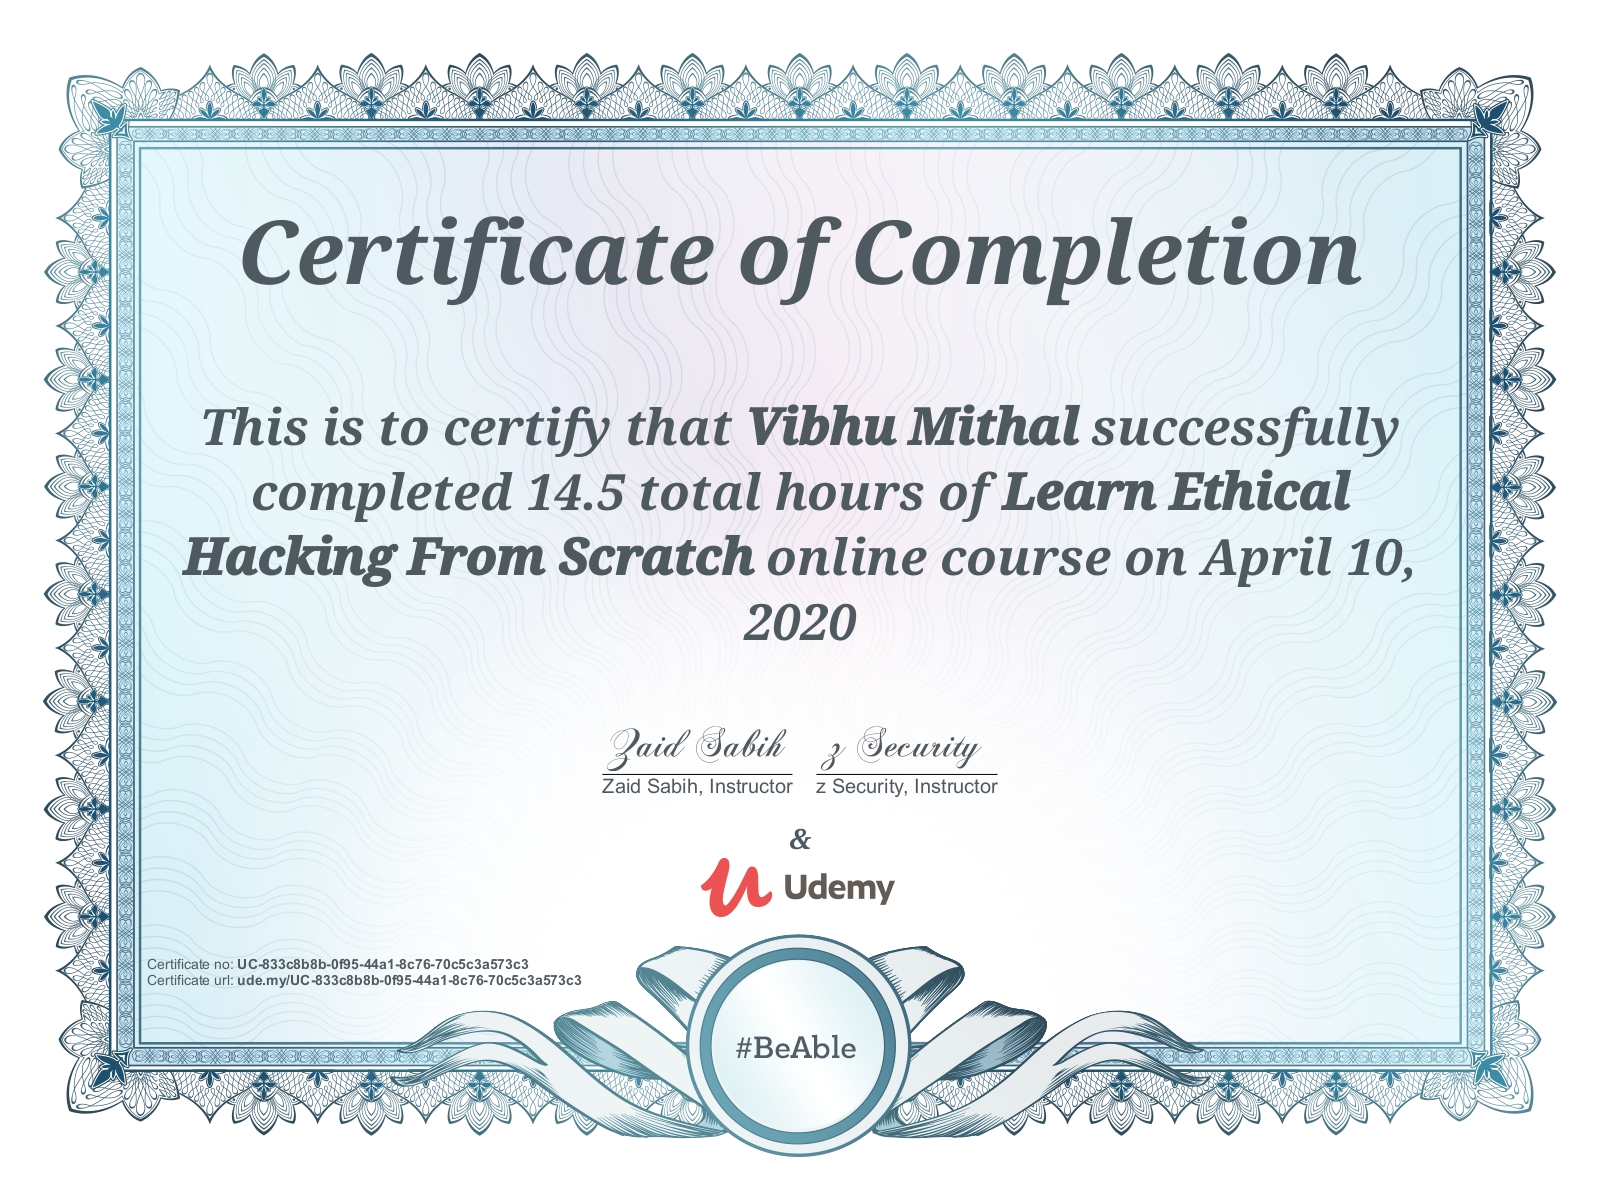 Certificate of Completion
This is to certify that Vibhu Mithal successfully
completed 14.5 total hours of Learn Ethical
Hacking From Scratch online course on April 10,
2020
Zaid Sabih z Security
Zaid Sabih, Instructor z Security, Instructor
&
Udemy
Certificate no: UC-833c8b8b-0f95-44a1-8c76-70c5c3a573c3
Certificate url: ude.my/UC-833c8b8b-0f95-44a1-8c76-70c5c3a573c3
#BeAble